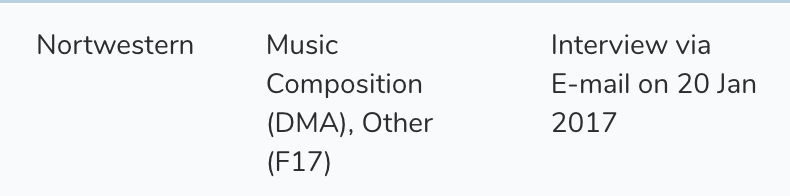 Nortwestern
Music
Composition
(DMA), Other
(F17)
Interview via
E-mail on 20 Jan
2017